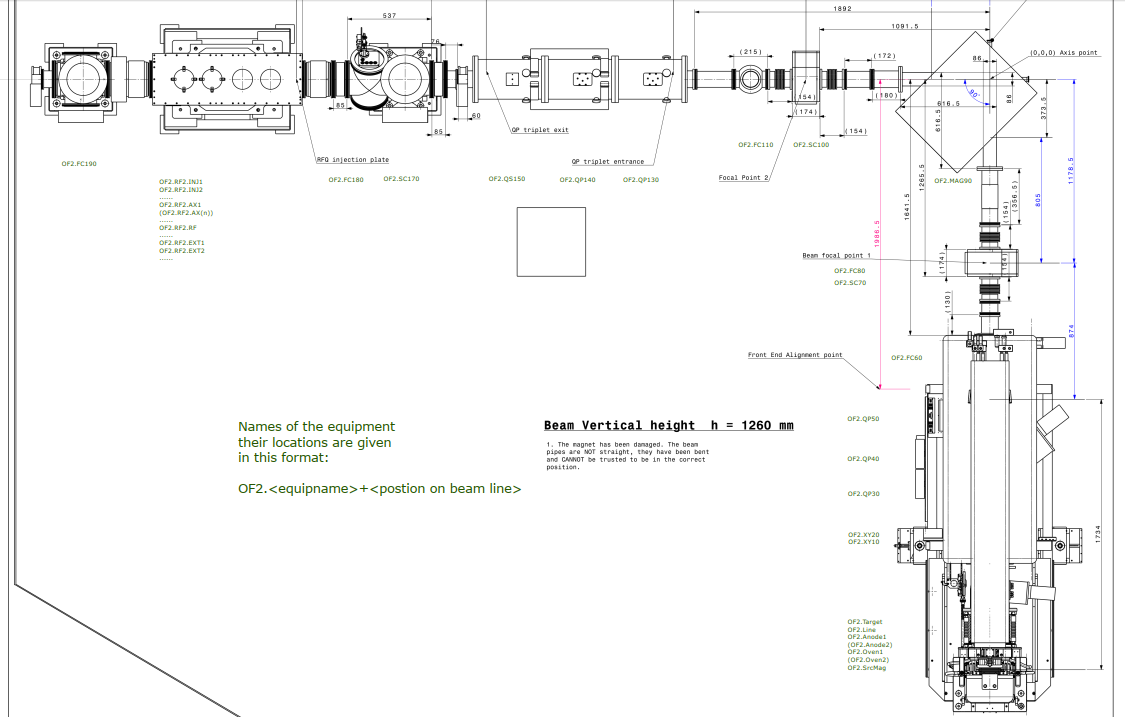 1892
537
1091.5
76
(215)
(172)
86
(0,0,0) Axis point
90°
85
60
85
(154)
(174)
(154)
(180)
616.5
616.5
86
373.5
QP triplet exit
RFQ injection plate
QP triplet entrance
Focal Point 2
OF2.FC110
OF2.SC100
OF2.FC190
OF2.FC180
OF2.SC170
OF2.QS150
OF2.QP140
OF2.QP130
OF2.MAG90
OF2.RF2.INJ1
OF2.RF2.INJ2
......
OF2.RF2.AX1
(OF2.RF2.AX(n))
......
OF2.RF2.RF
......
OF2.RF2.EXT1
OF2.RF2.EXT2
......
1265.5
1178.5
1641.5
1986.5
805
(356.5)
(154)
(174)
(154)
(130)
874
Beam focal point 1
OF2.FC80
OF2.SC70
Front End Alignment point
OF2.FC60
Names of the equipment
their locations are given
in this format:
OF2.<equipname>+<postion on beam line>
Beam Vertical height h = 1260 mm
1. The magnet has been damaged. The beam
pipes are NOT straight, they have been bent
and CANNOT be trusted to be in the correct
position.
OF2.QP50
OF2.QP40
OF2.QP30
OF2.XY20
OF2.XY10
1734
OF2.Target
OF2.Line
OF2.Anode1
(OF2.Anode2)
OF2.Oven1
(OF2.Oven2)
OF2.SrcMag